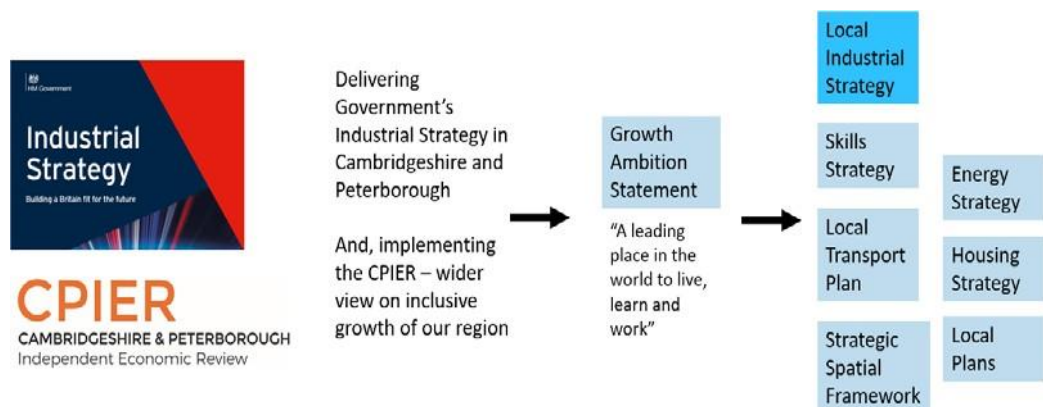 HM Government
Industrial
Strategy
Building a Britain fit for the future
CPIER
CAMBRIDGESHIRE & PETERBOROUGH
Independent Economic Review
Delivering
Government’s
Industrial Strategy in
Cambridgeshire and
Peterborough
And, implementing
the CPIER – wider
view on inclusive
growth of our region
Growth
Ambition
Statement
“A leading
place in the
world to live,
learn and
work”
Local
Industrial
Strategy
Skills
Strategy
Local
Transport
Plan
Strategic
Spatial
Framework
Energy
Strategy
Housing
Strategy
Local
Plans